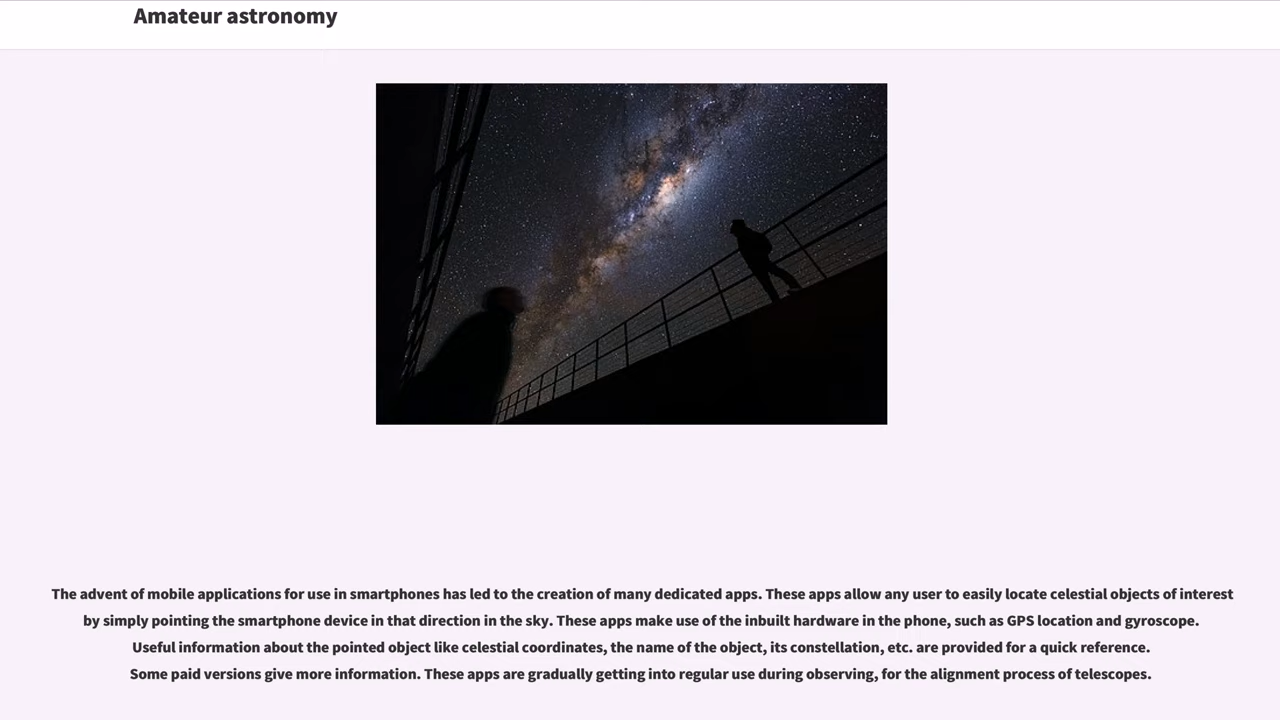 Amateur astronomy
The advent of mobile applications for use in smartphones has led to the creation of many dedicated apps. These apps allow any user to easily locate celestial objects of interest
by simply pointing the smartphone device in that direction in the sky. These apps make use of the inbuilt hardware in the phone, such as GPS location and gyroscope.
Useful information about the pointed object like celestial coordinates, the name of the object, its constellation, etc. are provided for a quick reference.
Some paid versions give more information. These apps are gradually getting into regular use during observing, for the alignment process of telescopes.